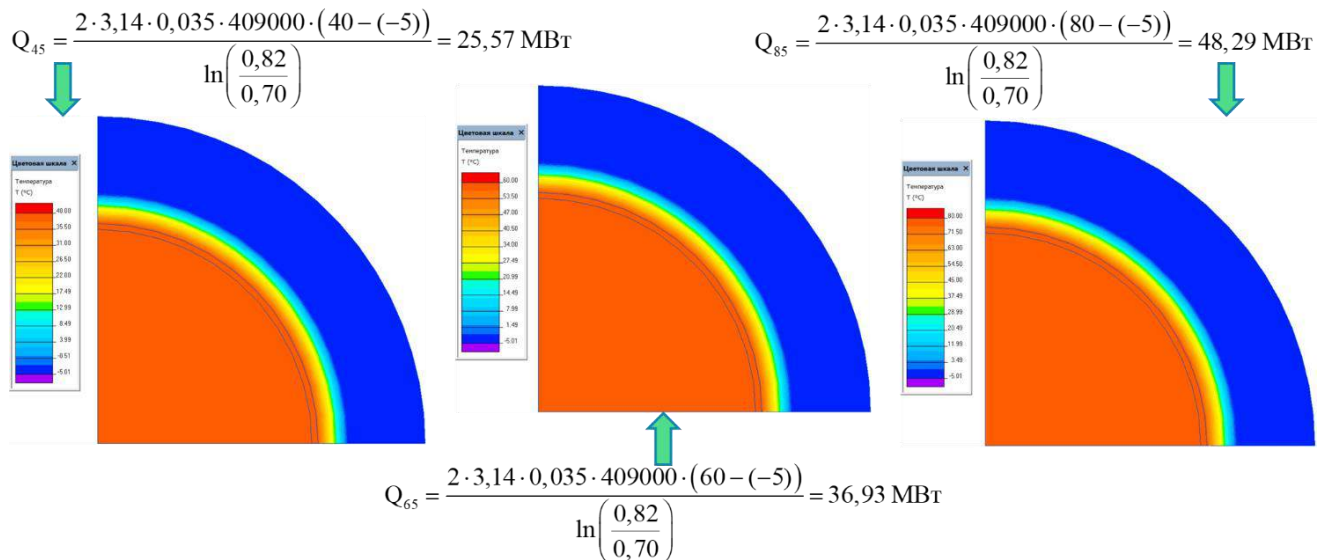 Q₄₅ = 2·3,14·0,035·409000·(40−(−5)) / ln(0,82/0,70) = 25,57 МВт
Q₈₅ = 2·3,14·0,035·409000·(80−(−5)) / ln(0,82/0,70) = 48,29 МВт
Цветовая шкала ×
Температура
T (°C)
40.00
35.50
31.00
26.50
22.00
17.49
12.99
8.49
3.99
-0.51
-5.01
Цветовая шкала ×
Температура
T (°C)
60.00
53.50
47.00
40.50
34.00
27.49
20.99
14.49
7.99
1.49
-5.01
Цветовая шкала ×
Температура
T (°C)
80.00
71.50
63.00
54.50
46.00
37.49
28.99
20.49
11.99
3.49
-5.01
Q₆₅ = 2·3,14·0,035·409000·(60−(−5)) / ln(0,82/0,70) = 36,93 МВт